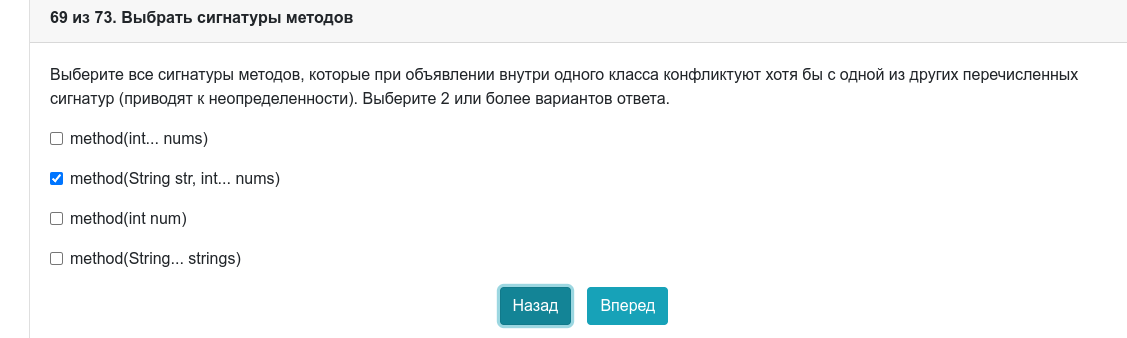 69 из 73. Выбрать сигнатуры методов
Выберите все сигнатуры методов, которые при объявлении внутри одного класса конфликтуют хотя бы с одной из других перечисленных
сигнатур (приводят к неопределенности). Выберите 2 или более вариантов ответа.
method(int... nums)
method(String str, int... nums)
method(int num)
method(String... strings)
Назад Вперед